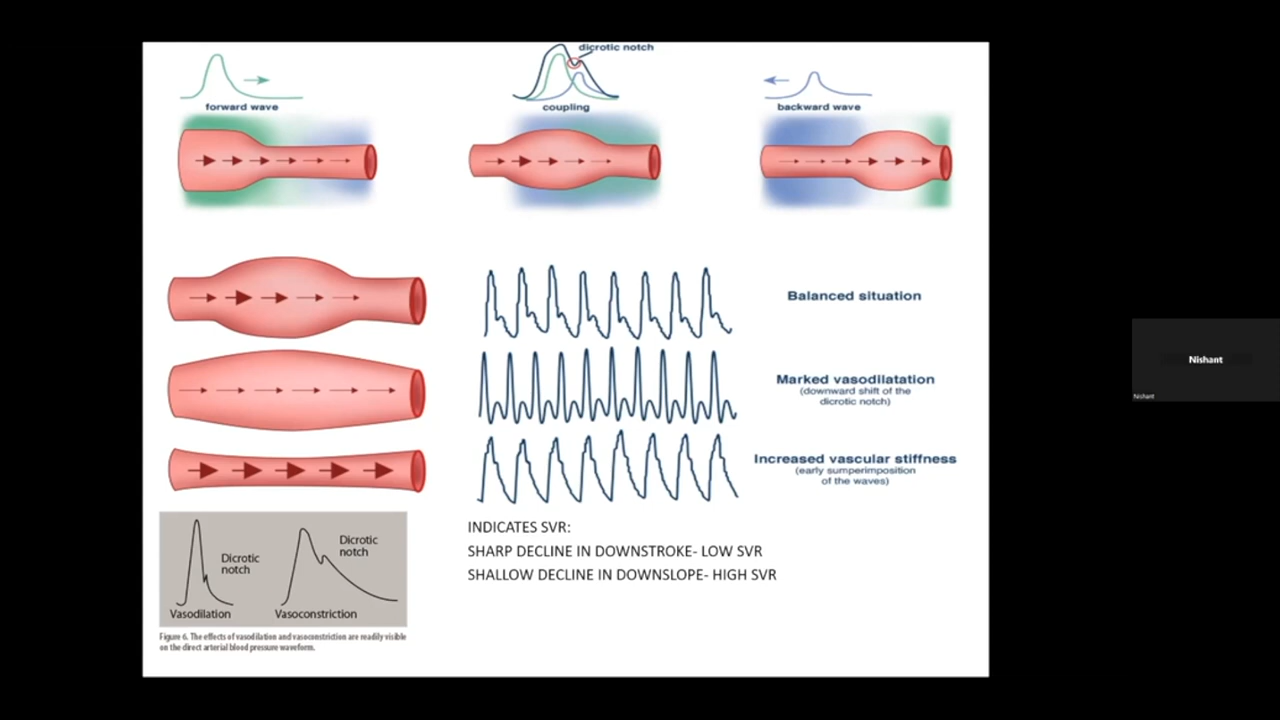 dicrotic notch
forward wave
coupling
backward wave
Balanced situation
Marked vasodilatation
(downward shift of the
dicrotic notch)
Increased vascular stiffness
(early sumperimposition
of the waves)
Dicrotic
notch
Vasodilation
Dicrotic
notch
Vasoconstriction
Figure 6. The effects of vasodilation and vasoconstriction are readily visible
on the direct arterial blood pressure waveform.
INDICATES SVR:
SHARP DECLINE IN DOWNSTROKE- LOW SVR
SHALLOW DECLINE IN DOWNSLOPE- HIGH SVR
Nishant
Nishant